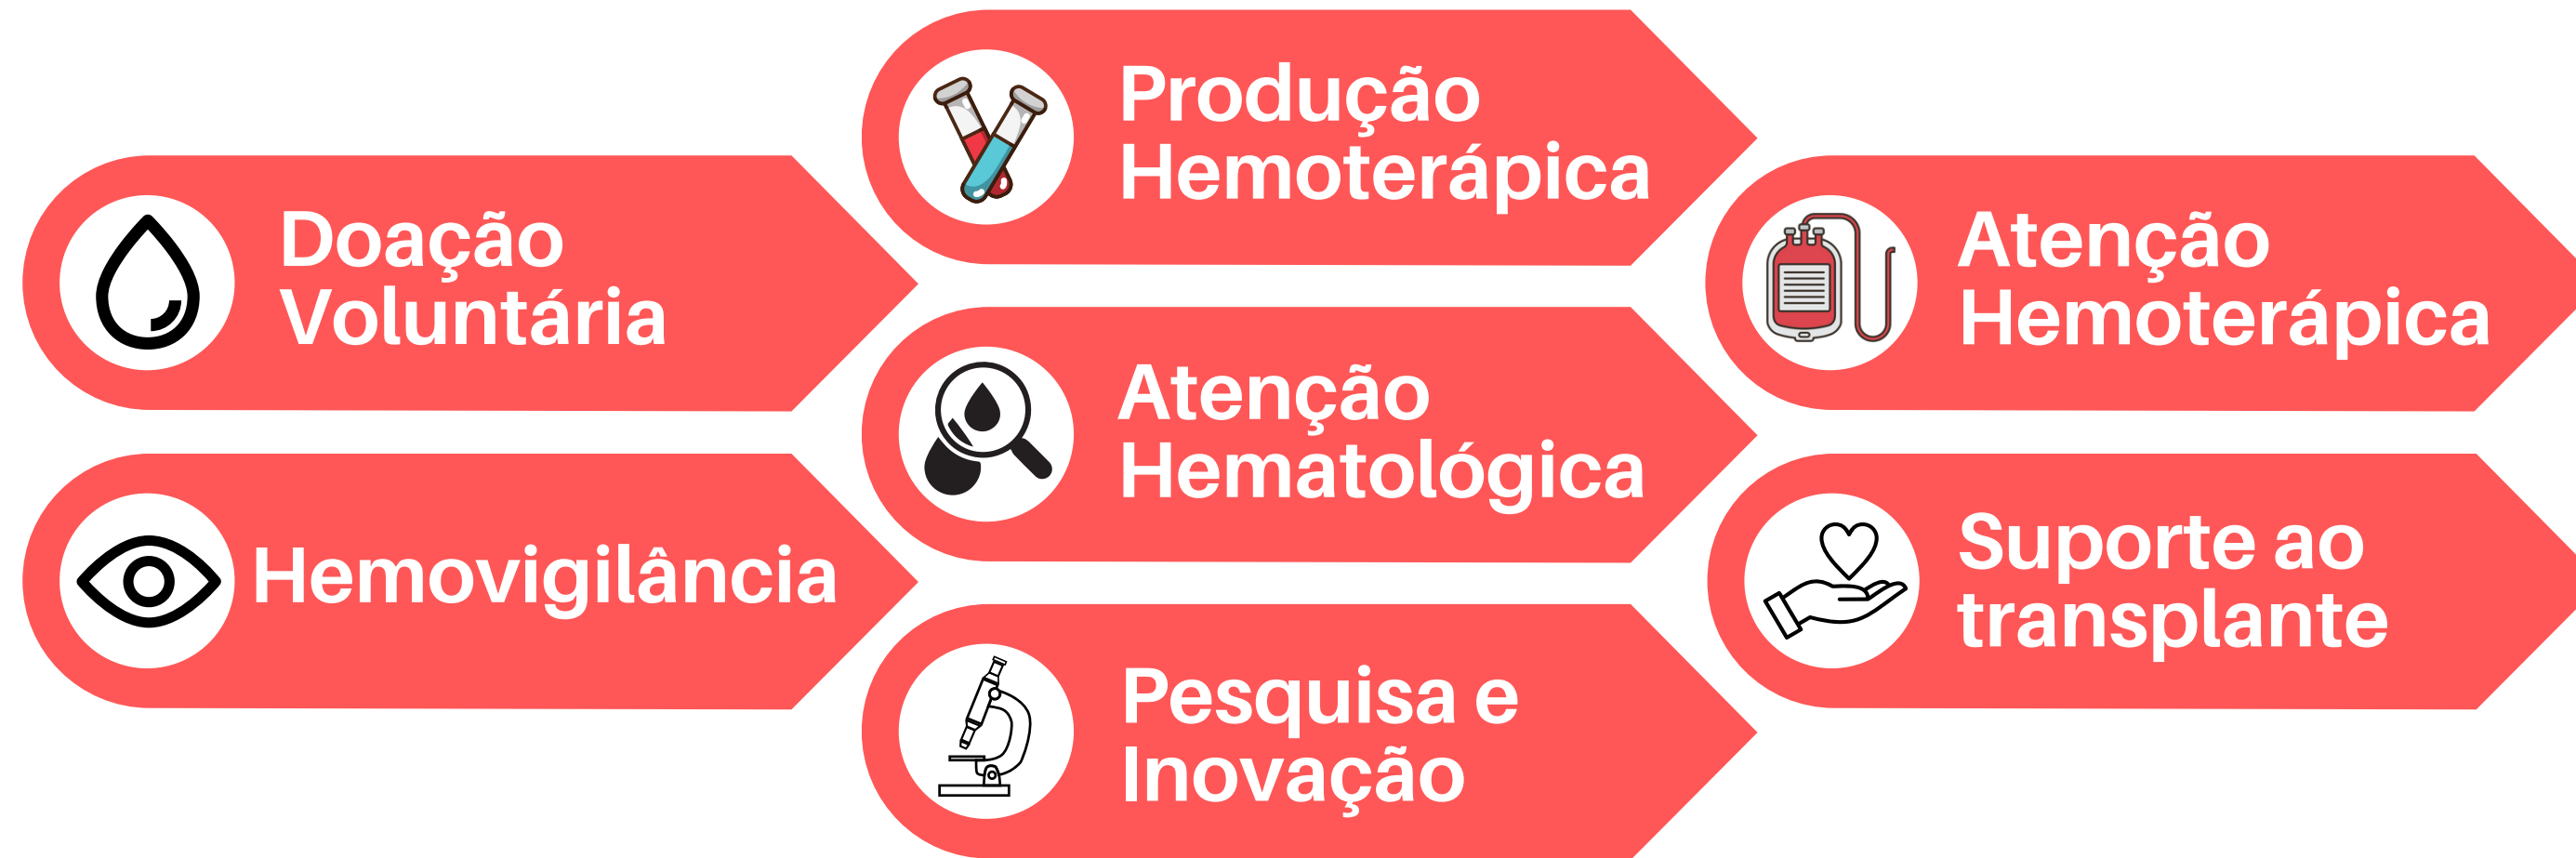 Doação
Voluntária
Hemovigilância
Produção
Hemoterápica
Atenção
Hematológica
Pesquisa e
Inovação
Atenção
Hemoterápica
Suporte ao
transplante